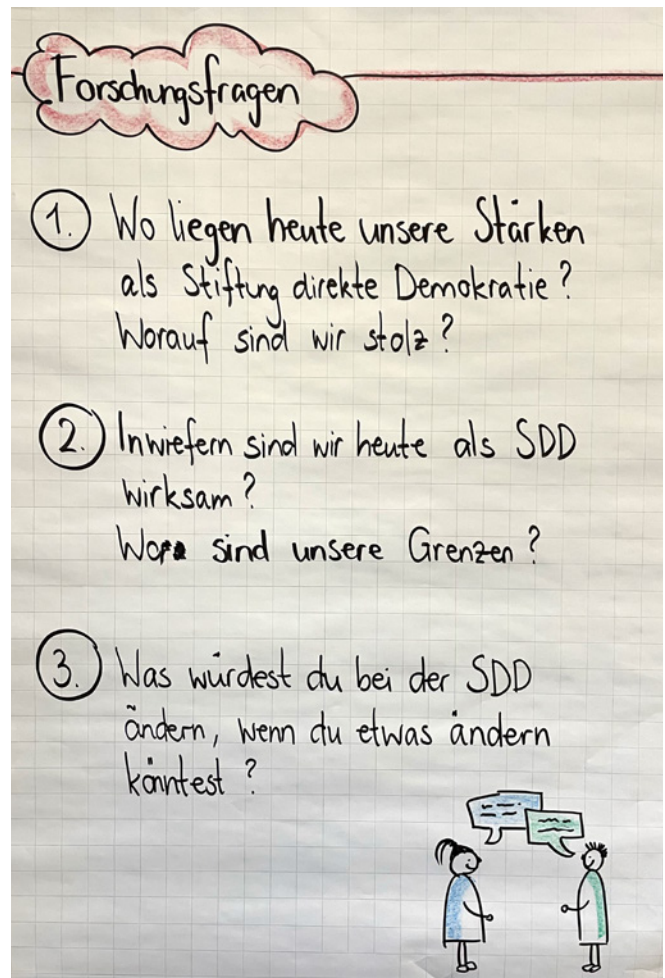 Forschungsfragen
1. Wo liegen heute unsere Stärken
als Stiftung direkte Demokratie?
Worauf sind wir stolz?
2. Inwiefern sind wir heute als SDD
wirksam?
Wo sind unsere Grenzen?
3. Was würdest du bei der SDD
ändern, wenn du etwas ändern
könntest?